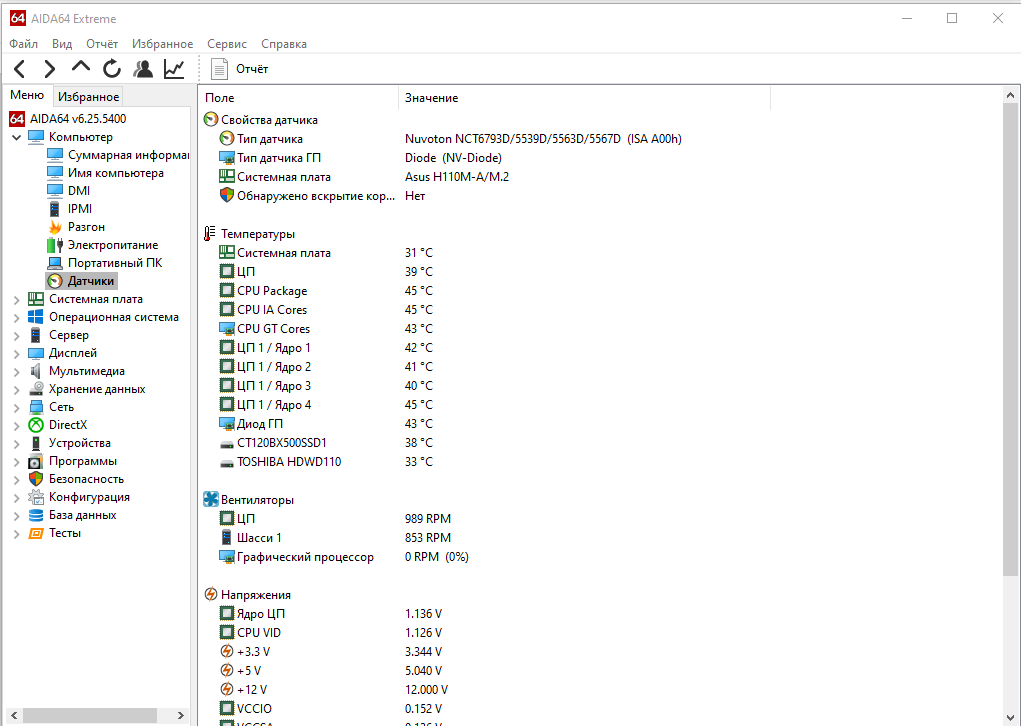 64 AIDA64 Extreme
Файл Вид Отчёт Избранное Сервис Справка
Отчёт
Меню Избранное
64 AIDA64 v6.25.5400
Компьютер
Суммарная информа
Имя компьютера
DMI
IPMI
Разгон
Электропитание
Портативный ПК
Датчики
Системная плата
Операционная система
Сервер
Дисплей
Мультимедиа
Хранение данных
Сеть
DirectX
Устройства
Программы
Безопасность
Конфигурация
База данных
Тесты
Поле Значение
Свойства датчика
Тип датчика Nuvoton NCT6793D/5539D/5563D/5567D (ISA A00h)
Тип датчика ГП Diode (NV-Diode)
Системная плата Asus H110M-A/M.2
Обнаружено вскрытие кор... Нет
Температуры
Системная плата 31 °C
ЦП 39 °C
CPU Package 45 °C
CPU IA Cores 45 °C
CPU GT Cores 43 °C
ЦП 1 / Ядро 1 42 °C
ЦП 1 / Ядро 2 41 °C
ЦП 1 / Ядро 3 40 °C
ЦП 1 / Ядро 4 45 °C
Диод ГП 43 °C
CT120BX500SSD1 38 °C
TOSHIBA HDWD110 33 °C
Вентиляторы
ЦП 989 RPM
Шасси 1 853 RPM
Графический процессор 0 RPM (0%)
Напряжения
Ядро ЦП 1.136 V
CPU VID 1.126 V
+3.3 V 3.344 V
+5 V 5.040 V
+12 V 12.000 V
VCCIO 0.152 V